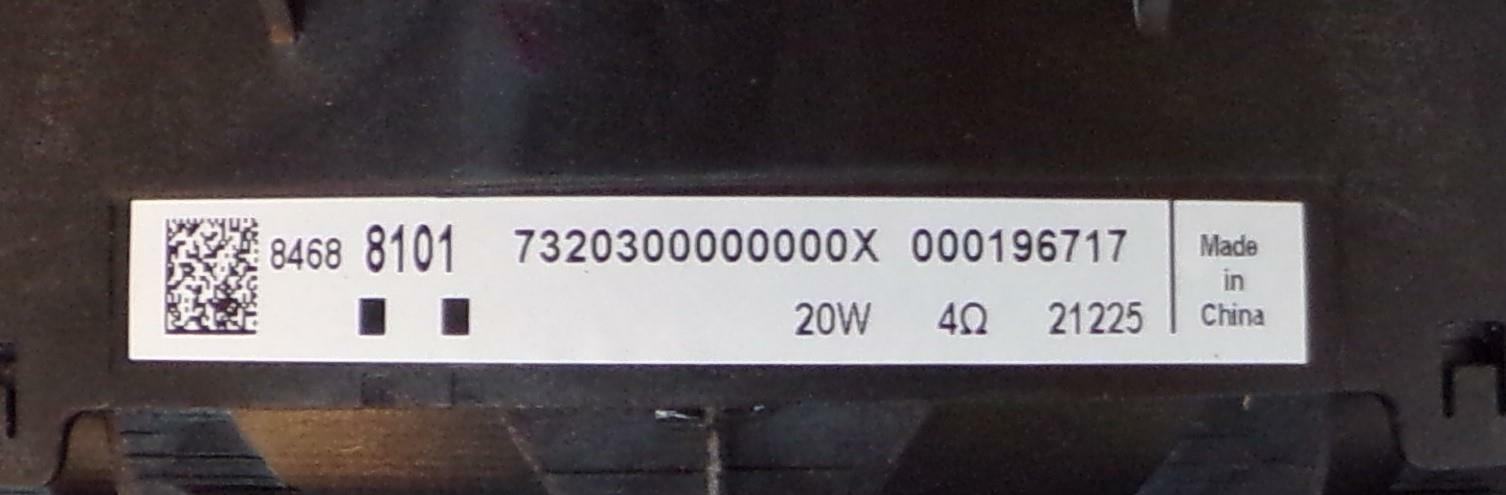 8468 8101 7320300000000X 000196717
20W 4Ω 21225
Made
in
China